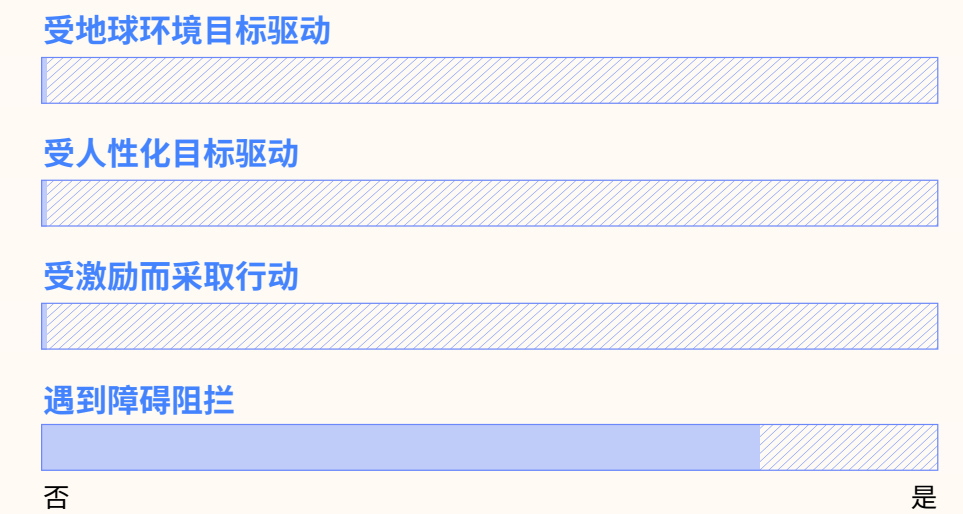 受地球环境目标驱动
受人性化目标驱动
受激励而采取行动
遇到障碍阻拦
否 是